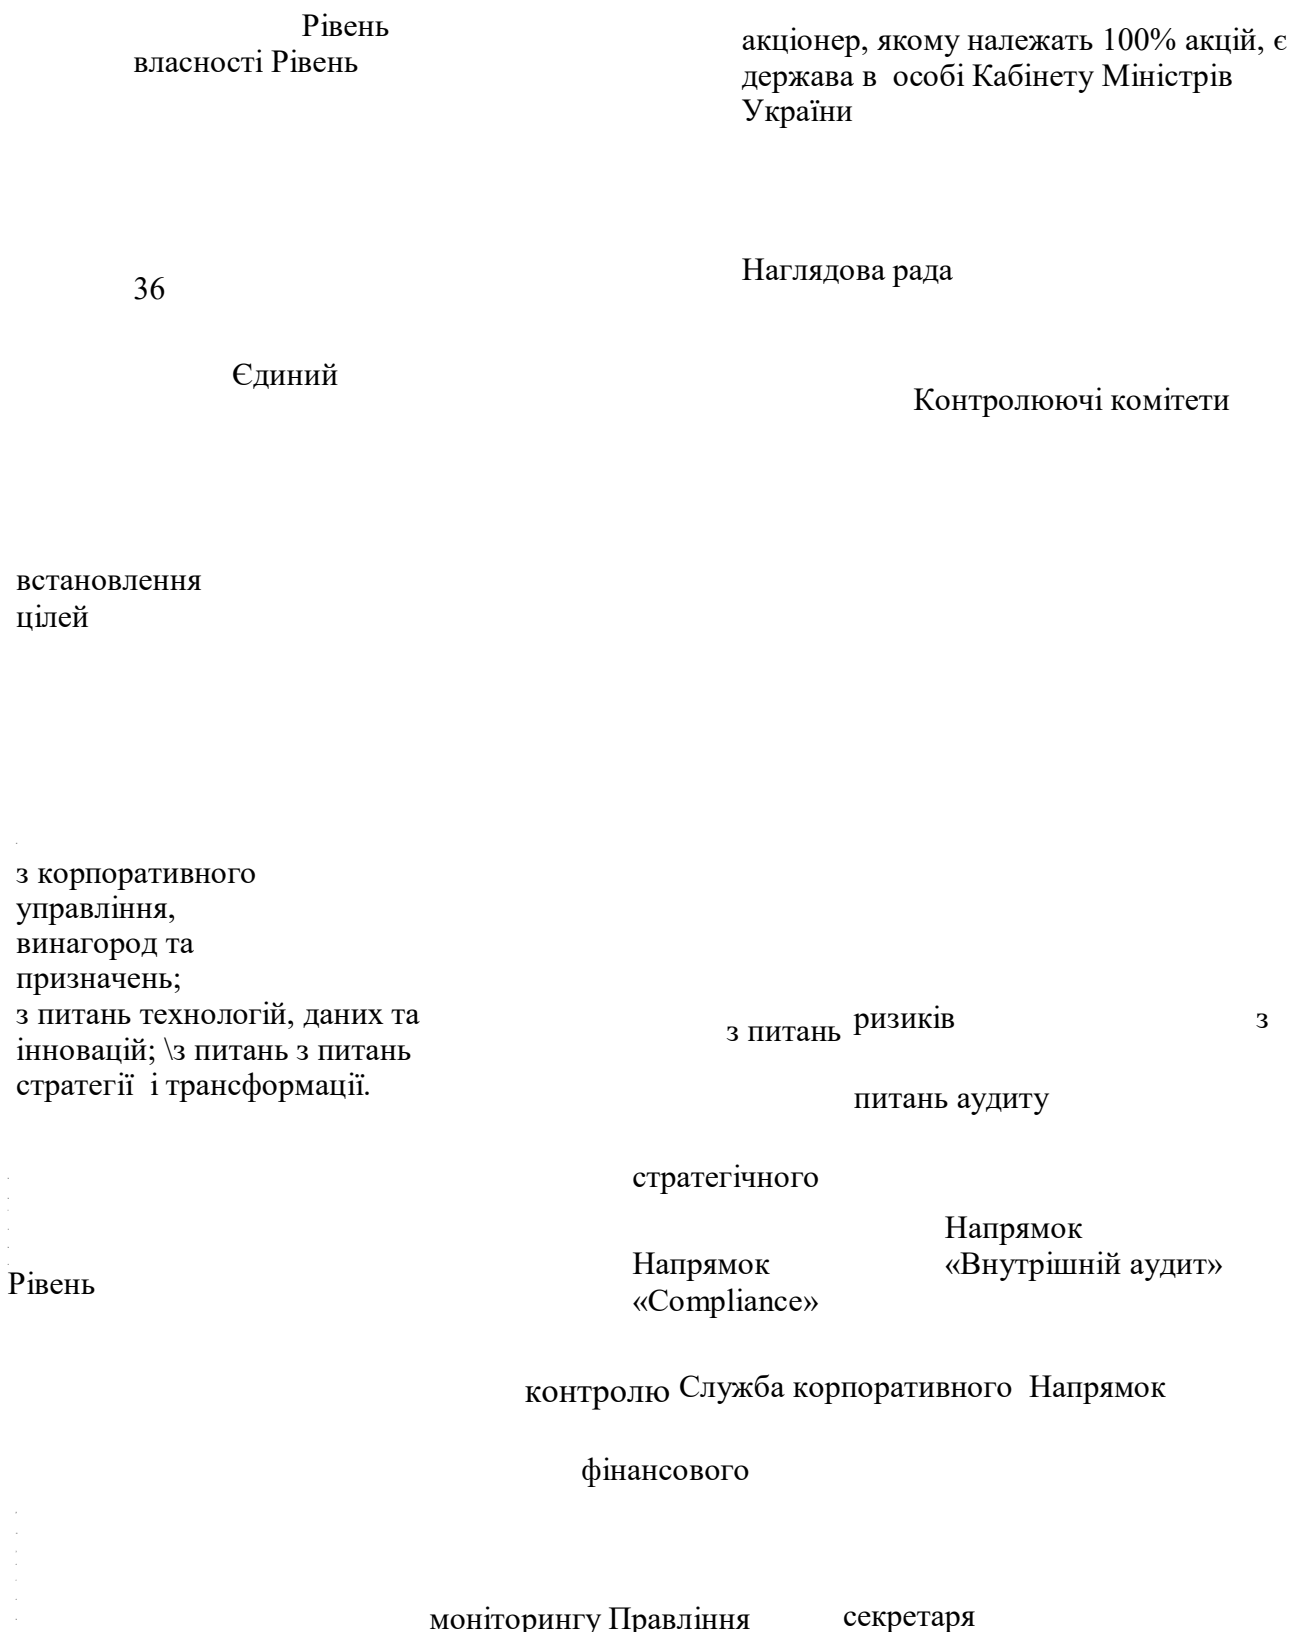 Рівень
власності Рівень
акціонер, якому належать 100% акцій, є
держава в особі Кабінету Міністрів
України
Наглядова рада
36
Єдиний
Контролюючі комітети
встановлення
цілей
з корпоративного
управління,
винагород та
призначень;
з питань технологій, даних та
інновацій; \з питань з питань
стратегії і трансформації.
з питань
ризиків
з
питань аудиту
стратегічного
Напрямок
«Внутрішній аудит»
Напрямок
«Compliance»
Рівень
контролю Служба корпоративного Напрямок
фінансового
моніторингу Правління
секретаря